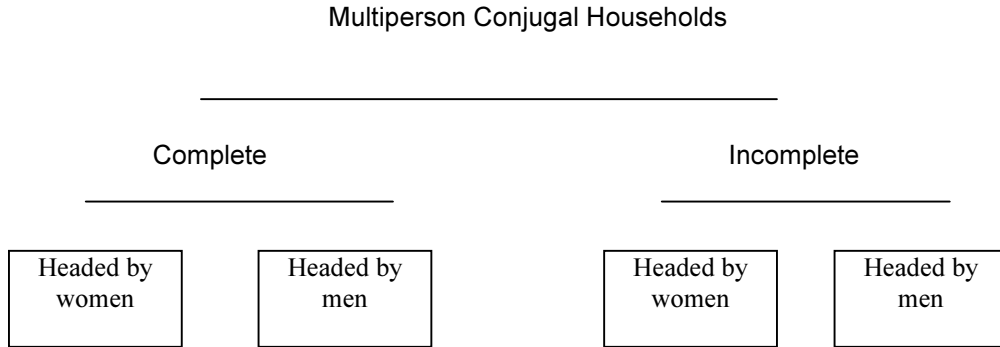 Multiperson Conjugal Households
Complete
Incomplete
Headed by
women
Headed by
men
Headed by
women
Headed by
men